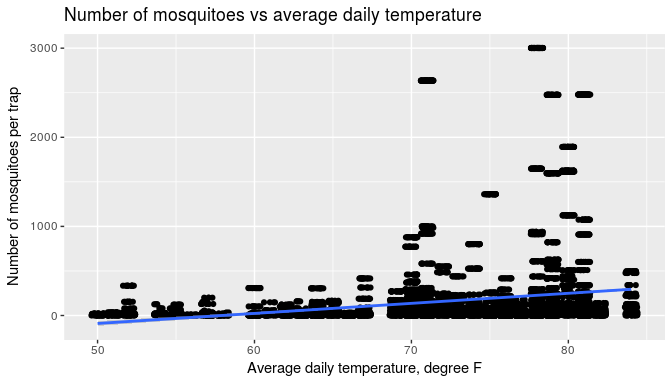 Number of mosquitoes vs average daily temperature
3000
2000
1000
0
Number of mosquitoes per trap
50 60 70 80
Average daily temperature, degree F